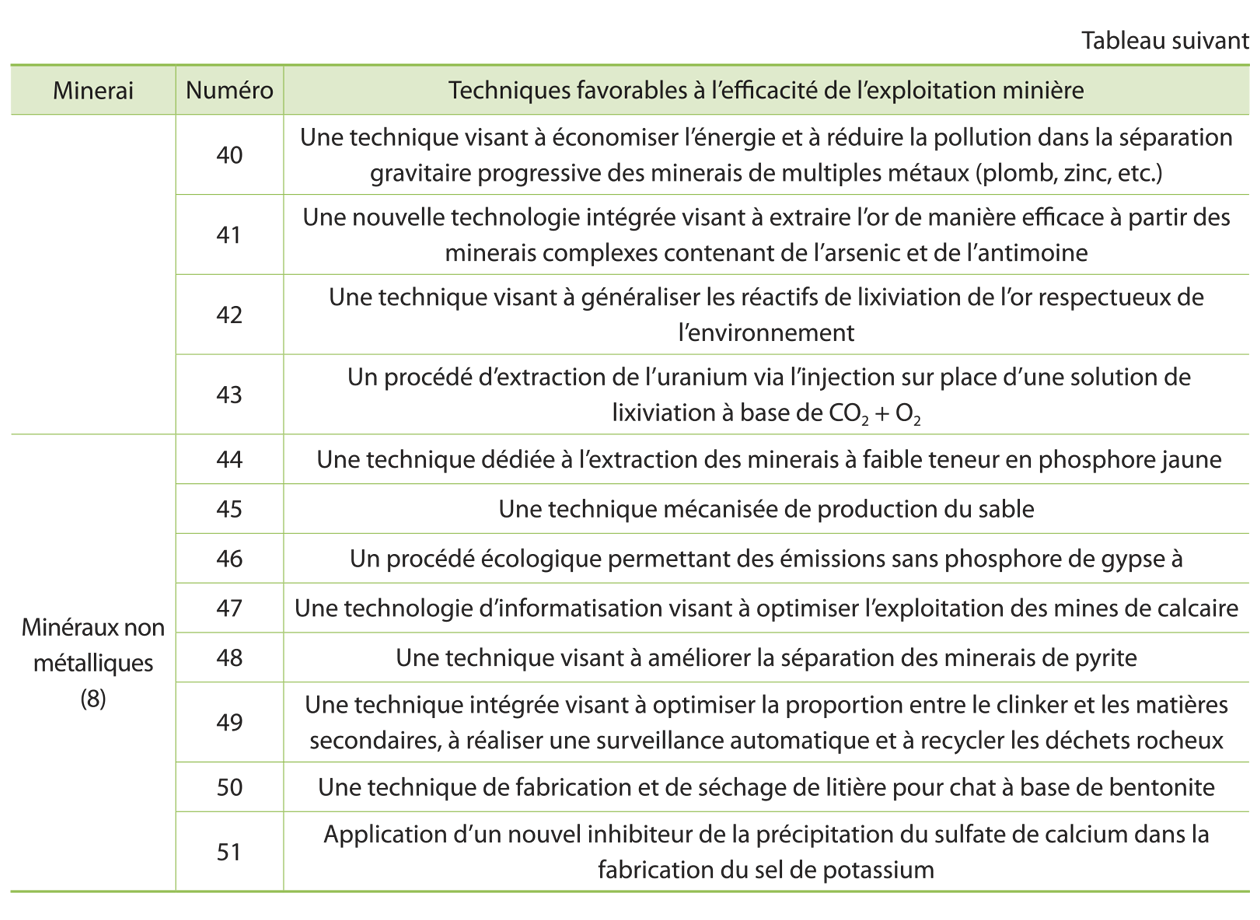 Tableau suivant
Minerai Numéro Techniques favorables à l’efficacité de l’exploitation minière
40 Une technique visant à économiser l’énergie et à réduire la pollution dans la séparation
gravitaire progressive des minerais de multiples métaux (plomb, zinc, etc.)
41 Une nouvelle technologie intégrée visant à extraire l’or de manière efficace à partir des
minerais complexes contenant de l’arsenic et de l’antimoine
42 Une technique visant à généraliser les réactifs de lixiviation de l’or respectueux de
l’environnement
43 Un procédé d’extraction de l’uranium via l’injection sur place d’une solution de
lixiviation à base de CO₂ + O₂
Minéraux non
métalliques
(8)
44 Une technique dédiée à l’extraction des minerais à faible teneur en phosphore jaune
45 Une technique mécanisée de production du sable
46 Un procédé écologique permettant des émissions sans phosphore de gypse à
47 Une technologie d’informatisation visant à optimiser l’exploitation des mines de calcaire
48 Une technique visant à améliorer la séparation des minerais de pyrite
49 Une technique intégrée visant à optimiser la proportion entre le clinker et les matières
secondaires, à réaliser une surveillance automatique et à recycler les déchets rocheux
50 Une technique de fabrication et de séchage de litière pour chat à base de bentonite
51 Application d’un nouvel inhibiteur de la précipitation du sulfate de calcium dans la
fabrication du sel de potassium